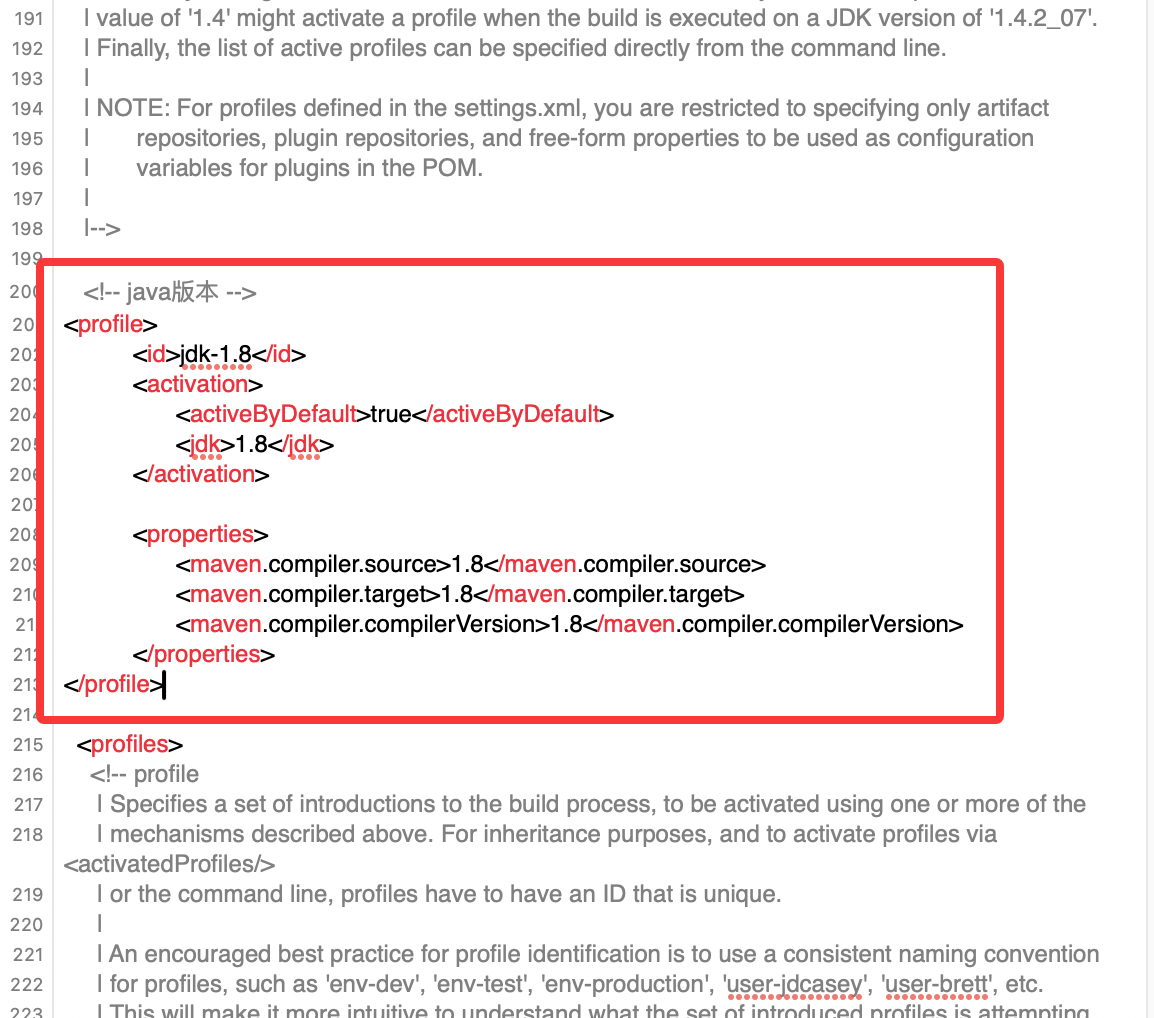 191 | value of '1.4' might activate a profile when the build is executed on a JDK version of '1.4.2_07'.
192 | Finally, the list of active profiles can be specified directly from the command line.
193 |
194 | NOTE: For profiles defined in the settings.xml, you are restricted to specifying only artifact
195 | repositories, plugin repositories, and free-form properties to be used as configuration
196 | variables for plugins in the POM.
197 |
198 |-->
199
200 <!-- java版本 -->
201 <profile>
202 <id>jdk-1.8</id>
203 <activation>
204 <activeByDefault>true</activeByDefault>
205 <jdk>1.8</jdk>
206 </activation>
207
208 <properties>
209 <maven.compiler.source>1.8</maven.compiler.source>
210 <maven.compiler.target>1.8</maven.compiler.target>
211 <maven.compiler.compilerVersion>1.8</maven.compiler.compilerVersion>
212 </properties>
213 </profile>
214
215 <profiles>
216 <!-- profile
217 | Specifies a set of introductions to the build process, to be activated using one or more of the
218 | mechanisms described above. For inheritance purposes, and to activate profiles via
<activatedProfiles/>
219 | or the command line, profiles have to have an ID that is unique.
220 |
221 | An encouraged best practice for profile identification is to use a consistent naming convention
222 | for profiles, such as 'env-dev', 'env-test', 'env-production', 'user-jdcasey', 'user-brett', etc.
223 | This will make it more intuitive to understand what the set of introduced profiles is attempting